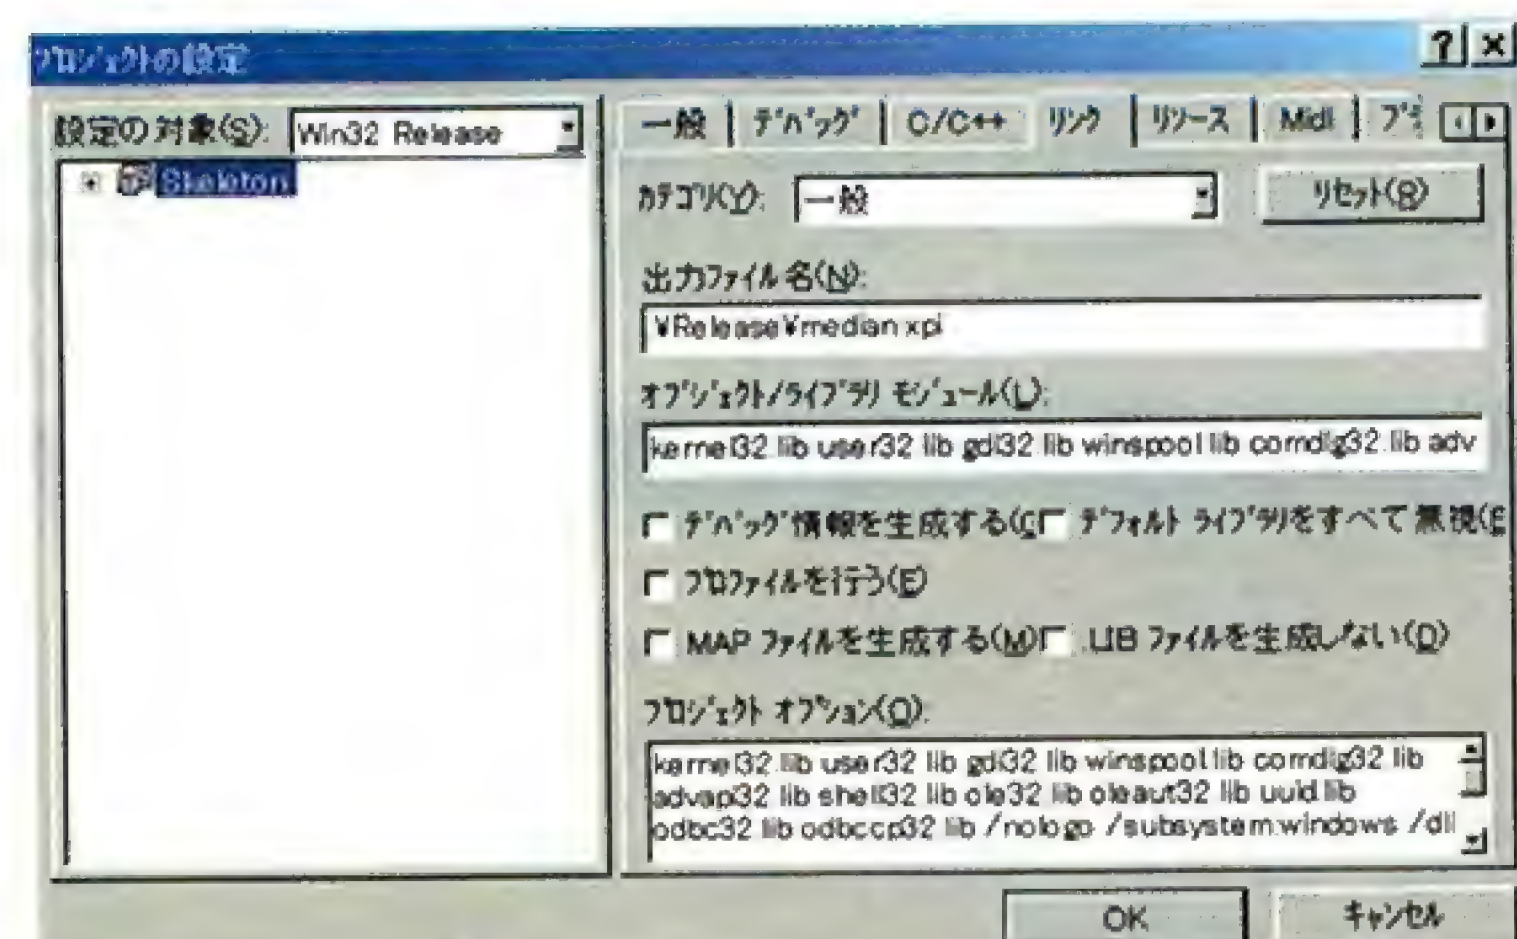 プロジェクトの設定
設定の対象(S): Win32 Release
Skeleton
一般 デバッグ C/C++ リンク リソース Midl
カテゴリ(Y): 一般 リセット(R)
出力ファイル名(N):
¥Release¥median.xpi
オブジェクト/ライブラリ モジュール(L):
kernel32.lib user32.lib gdi32.lib winspool.lib comdlg32.lib adv
デバッグ情報を生成する(G デフォルト ライブラリをすべて無視(
プロファイルを行う(E)
MAP ファイルを生成する(M) .LIB ファイルを生成しない(O)
プロジェクト オプション(O):
kernel32.lib user32.lib gdi32.lib winspool.lib comdlg32.lib
advapi32.lib shell32.lib ole32.lib oleaut32.lib uuid.lib
odbc32.lib odbccp32.lib /nologo /subsystem:windows /dll
OK キャンセル